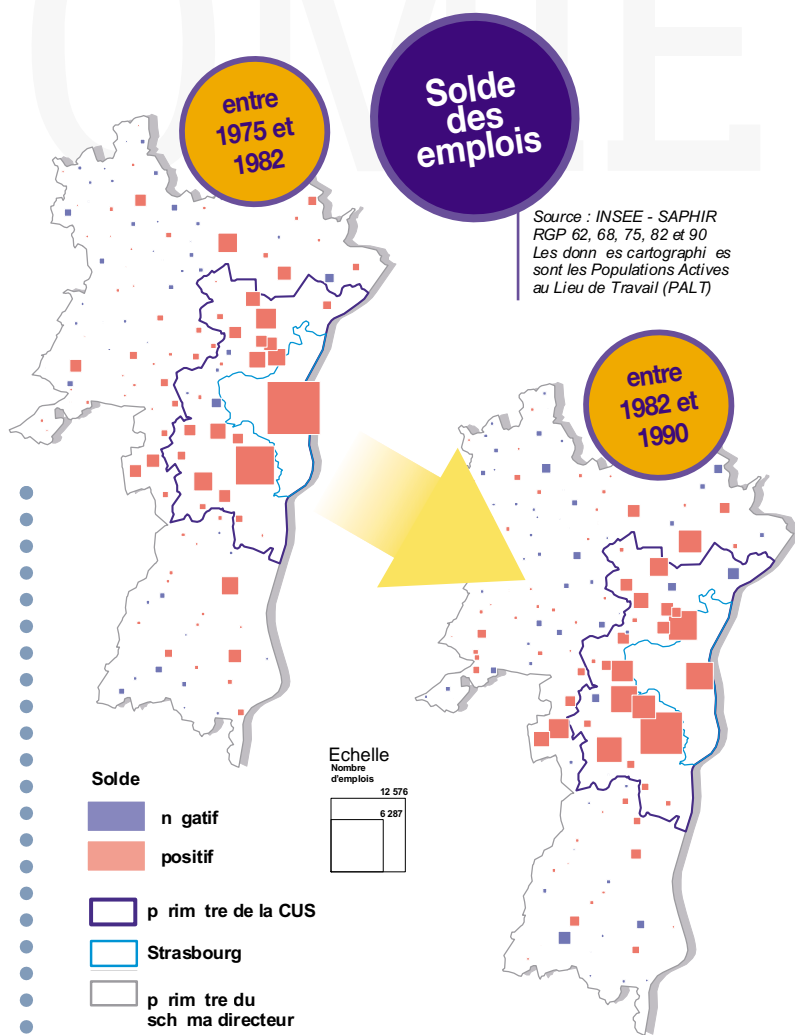 OMIE
entre
1975 et
1982
Solde
des
emplois
Source : INSEE - SAPHIR
RGP 62, 68, 75, 82 et 90
Les donn es cartographi es
sont les Populations Actives
au Lieu de Travail (PALT)
entre
1982 et
1990
Echelle
Nombre
d'emplois
12 576
6 287
Solde
n gatif
positif
p rim tre de la CUS
Strasbourg
p rim tre du
sch ma directeur